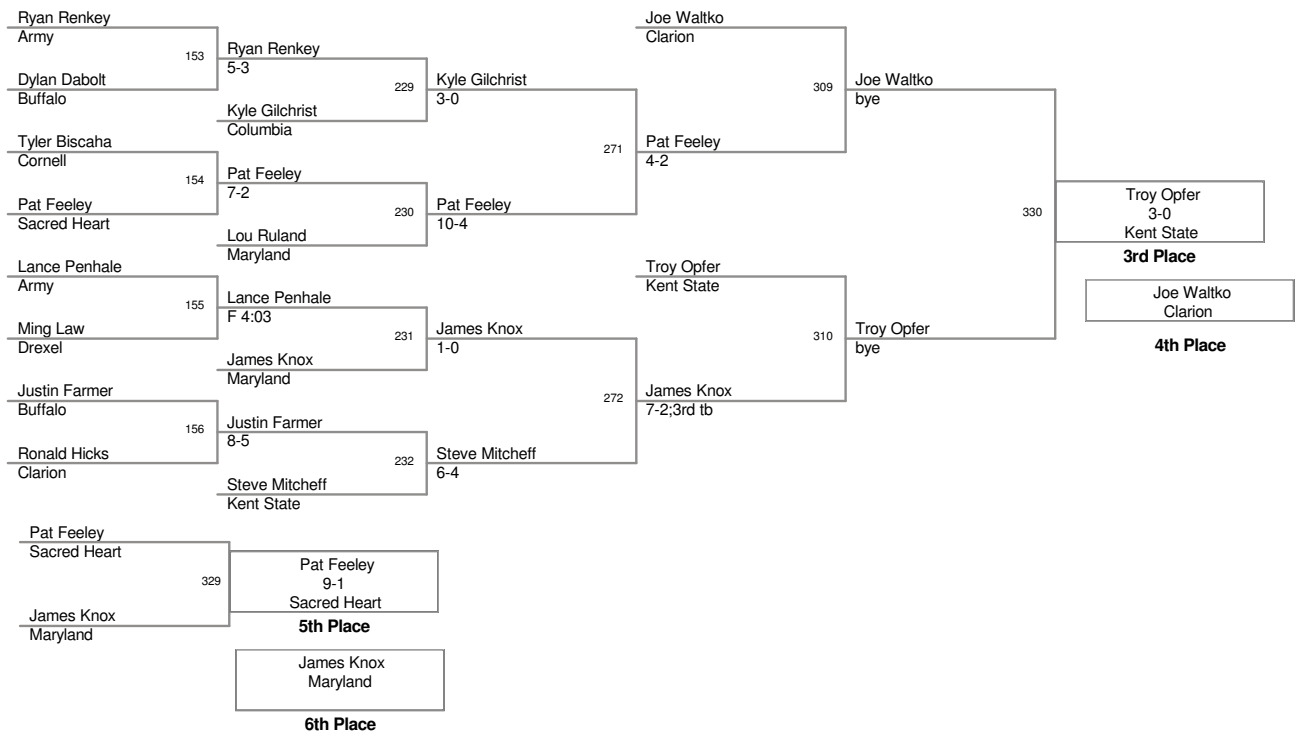 Ryan Renkey
Army
153
Dylan Dabolt
Buffalo
Tyler Biscaha
Cornell
154
Pat Feeley
Sacred Heart
Lance Penhale
Army
155
Ming Law
Drexel
Justin Farmer
Buffalo
156
Ronald Hicks
Clarion
Ryan Renkey
5-3
229
Kyle Gilchrist
Columbia
Pat Feeley
7-2
230
Lou Ruland
Maryland
Lance Penhale
F 4:03
231
James Knox
Maryland
Justin Farmer
8-5
232
Steve Mitcheff
Kent State
Kyle Gilchrist
3-0
271
Pat Feeley
10-4
James Knox
1-0
272
Steve Mitcheff
6-4
Joe Waltko
Clarion
309
Pat Feeley
4-2
Troy Opfer
Kent State
310
James Knox
7-2;3rd tb
Joe Waltko
bye
330
Troy Opfer
bye
Troy Opfer
3-0
Kent State
3rd Place
Joe Waltko
Clarion
4th Place
Pat Feeley
Sacred Heart
329
James Knox
Maryland
Pat Feeley
9-1
Sacred Heart
5th Place
James Knox
Maryland
6th Place